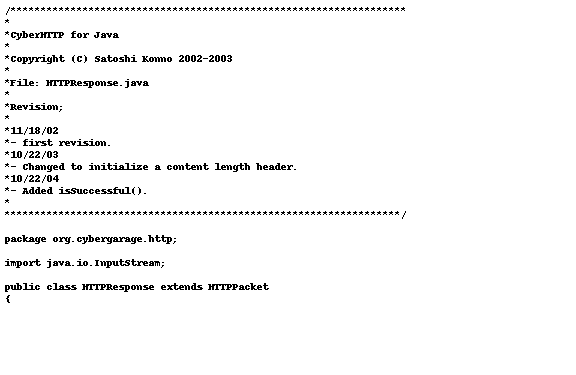 /******************************************************************
*
*CyberHTTP for Java
*
*Copyright (C) Satoshi Konno 2002-2003
*
*File: HTTPResponse.java
*
*Revision;
*
*11/18/02
*- first revision.
*10/22/03
*- Changed to initialize a content length header.
*10/22/04
*- Added isSuccessful().
*
******************************************************************/
package org.cybergarage.http;
import java.io.InputStream;
public class HTTPResponse extends HTTPPacket
{